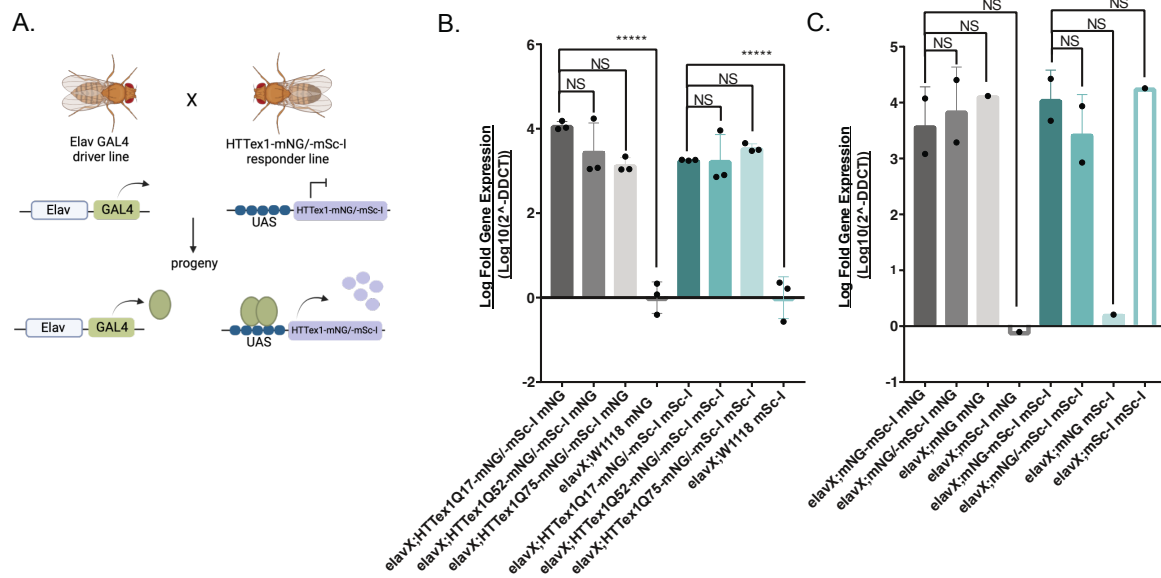 A.
X
Elav GAL4
driver line
HTTex1-mNG/-mSc-I
responder line
Elav
GAL4
UAS
HTTex1-mNG/-mSc-I
progeny
Elav
GAL4
UAS
HTTex1-mNG/-mSc-I
B.
Log Fold Gene Expression
(Log10(2^-DDCT))
6
4
2
0
-2
NS
NS
*****
NS
NS
*****
elavX;HTTex1Q17-mNG/-mSc-I mNG
elavX;HTTex1Q52-mNG/-mSc-I mNG
elavX;HTTex1Q75-mNG/-mSc-I mNG
elavX;W1118 mNG
elavX;HTTex1Q17-mNG/-mSc-I mSc-I
elavX;HTTex1Q52-mNG/-mSc-I mSc-I
elavX;HTTex1Q75-mNG/-mSc-I mSc-I
elavX;W1118 mSc-I
C.
Log Fold Gene Expression
(Log10(2^-DDCT))
5
4
3
2
1
0
-1
NS
NS
NS
NS
NS
NS
elavX;mNG-mSc-I mNG
elavX;mNG/-mSc-I mNG
elavX;mNG mNG
elavX;mSc-I mNG
elavX;mNG-mSc-I mSc-I
elavX;mNG/-mSc-I mSc-I
elavX;mNG mSc-I
elavX;mSc-I mSc-I